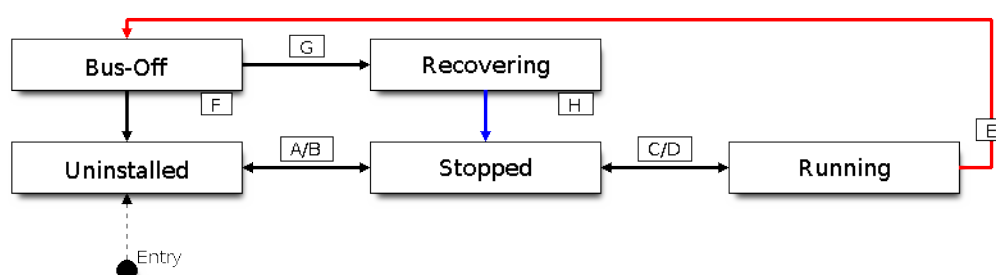 G
Bus-Off
Recovering
F
H
A/B
C/D
E
Uninstalled
Stopped
Running
Entry